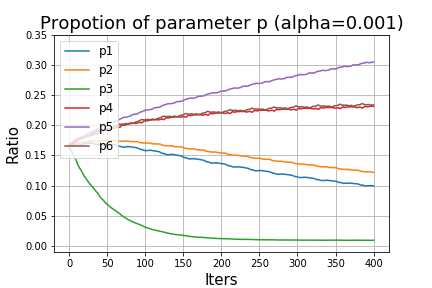 Propotion of parameter p (alpha=0.001)
0.35
0.30
0.25
0.20
0.15
0.10
0.05
0.00
Ratio
p1
p2
p3
p4
p5
p6
0 50 100 150 200 250 300 350 400
Iters